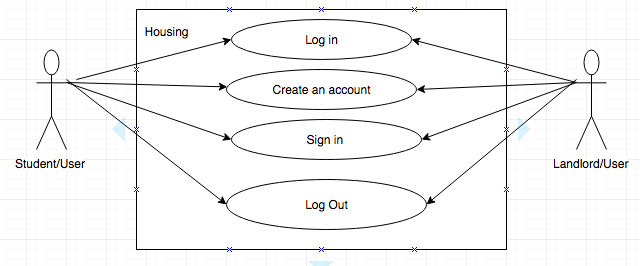 Housing
Log in
Create an account
Sign in
Student/User
Landlord/User
Log Out